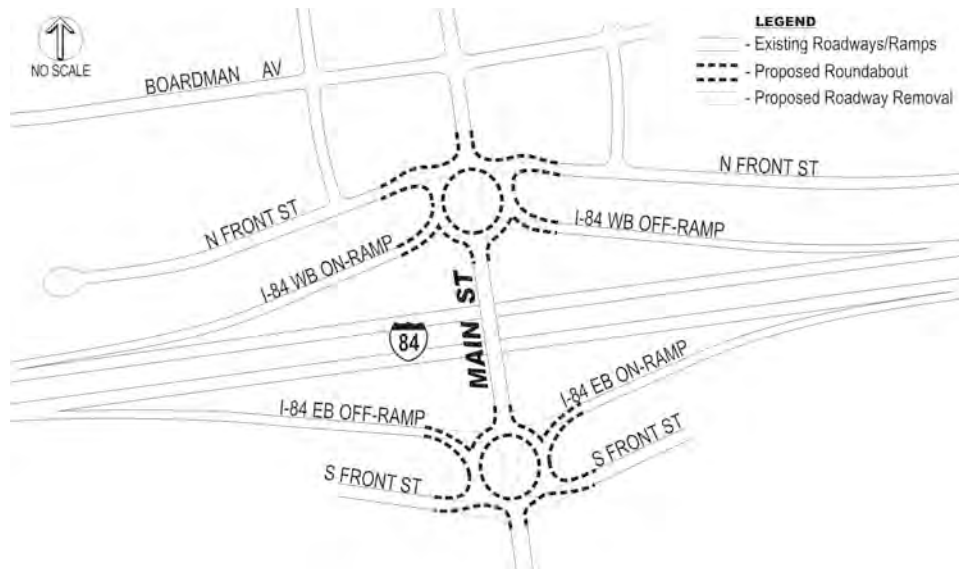 LEGEND
- Existing Roadways/Ramps
- Proposed Roundabout
- Proposed Roadway Removal
NO SCALE
BOARDMAN AV
N FRONT ST
N FRONT ST
I-84 WB OFF-RAMP
I-84 WB ON-RAMP
MAIN ST
84
I-84 EB ON-RAMP
I-84 EB OFF-RAMP
S FRONT ST
S FRONT ST